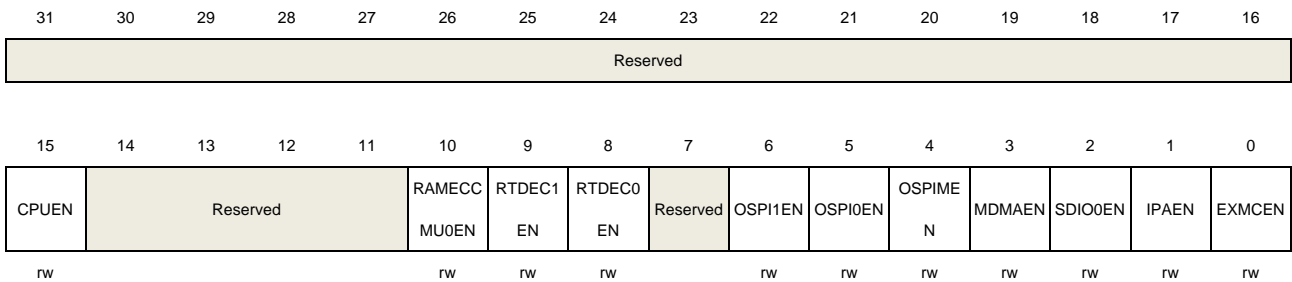 31 30 29 28 27 26 25 24 23 22 21 20 19 18 17 16
Reserved
15 14 13 12 11 10 9 8 7 6 5 4 3 2 1 0
CPUEN Reserved RAMECC MU0EN RTDEC1 EN RTDEC0 EN Reserved OSPI1EN OSPI0EN OSPIME N MDMAEN SDIO0EN IPAEN EXMCEN
rw rw rw rw rw rw rw rw rw rw rw